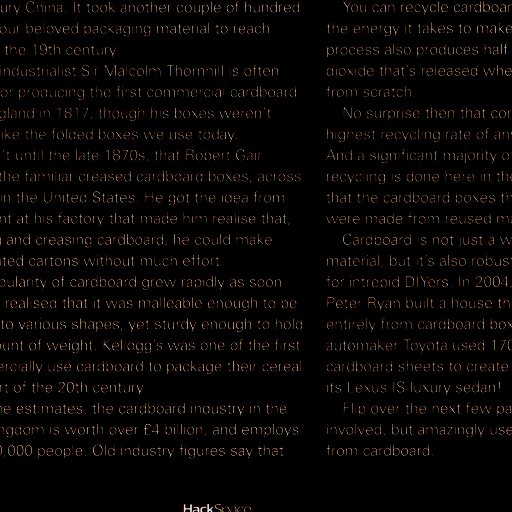 ury China. It took another couple of hundred
our beloved packaging material to reach
the 19th century.
industrialist Sir Malcolm Thornhill is often
or producing the first commercial cardboard
gland in 1817, though his boxes weren't
ike the folded boxes we use today.
't until the late 1870s, that Robert Gair
the familiar creased cardboard boxes, across
in the United States. He got the idea from
nt at his factory that made him realise that,
g and creasing cardboard, he could make
ated cartons without much effort.
pularity of cardboard grew rapidly as soon
realised that it was malleable enough to be
to various shapes, yet sturdy enough to hold
ount of weight. Kellogg's was one of the first
ercially use cardboard to package their cereal
rt of the 20th century.
ne estimates, the cardboard industry in the
ngdom is worth over £4 billion, and employs
0,000 people. Old industry figures say that
You can recycle cardboar
the energy it takes to make
process also produces half
dioxide that's released whe
from scratch.
No surprise then that cor
highest recycling rate of any
And a significant majority o
recycling is done here in the
that the cardboard boxes th
were made from reused ma
Cardboard is not just a w
material, but it's also robus
for intrepid DIYers. In 2004,
Peter Ryan built a house th
entirely from cardboard box
automaker Toyota used 170
cardboard sheets to create
its Lexus IS luxury sedan!
Flip over the next few pa
involved, but amazingly use
from cardboard.
HackSpace